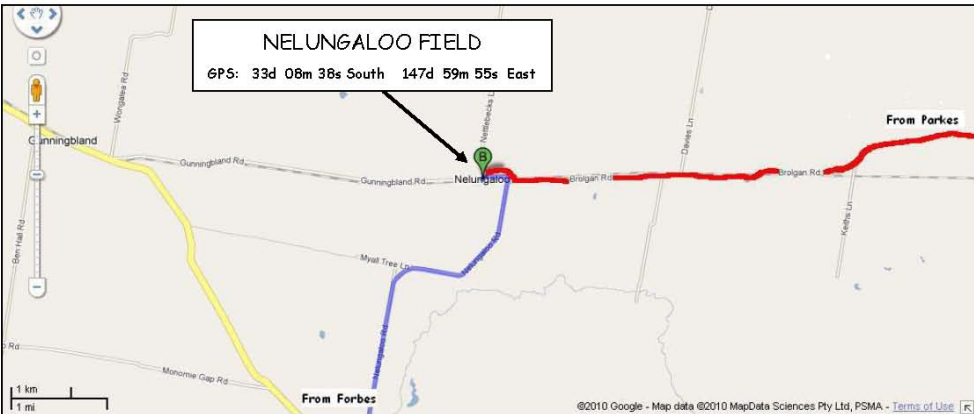 NELUNGALOO FIELD
GPS: 33d 08m 38s South 147d 59m 55s East
From Parkes
Wongalea Rd
Nettlebecks Ln
Davies Ln
Gunningbland
Gunningbland Rd
Gunningbland Rd
B
Nelungaloo
Brolgan Rd
Brolgan Rd
Keiths Ln
Ben Hall Rd
Myall Tree Ln
Nelungaloo Rd
Nelungaloo Rd
Rd
Monomie Gap Rd
From Forbes
1 km
1 mi
©2010 Google - Map data ©2010 MapData Sciences Pty Ltd, PSMA - Terms of Use